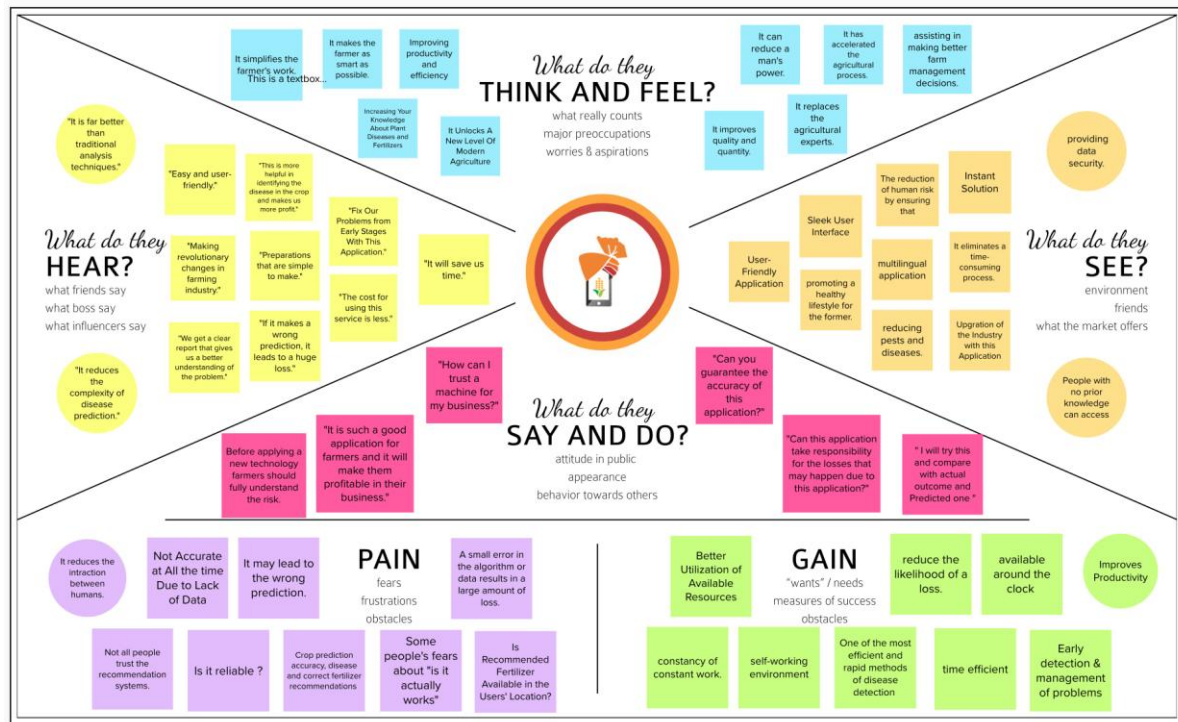 It simplifies the
farmer's work.
This is a textbox...
It makes the
farmer as
smart as
possible.
Improving
productivity
and
efficiency
Increasing Your
Knowledge
About Plant
Diseases and
Fertilizers
It Unlocks A
New Level Of
Modern
Agriculture
What do they
THINK AND FEEL?
what really counts
major preoccupations
worries & aspirations
It can
reduce a
man's
power.
It has
accelerated the
agricultural
process.
assisting in
making better
farm
management
decisions.
It improves
quality and
quantity.
It replaces
the
agricultural
experts.
"It is far better
than
traditional
analysis
techniques."
"Easy and user-
friendly."
"This is more
helpful in
identifying the
disease in the crop
and makes us
more profit."
"Fix Our
Problems from
Early Stages
With This
Application."
What do they
HEAR?
what friends say
what boss say
what influencers say
"Making
revolutionary
changes in
farming
industry."
"Preparations
that are simple
to make."
"It will save us
time."
"The cost for
using this
service is less."
"We get a clear
report that gives
us a better
understanding of
the problem."
"If it makes a
wrong
prediction, it
leads to a huge
loss."
"It reduces
the
complexity of
disease
prediction."
providing
data
security.
The reduction
of human risk
by ensuring
that
Instant
Solution
Sleek User
Interface
User-
Friendly
Application
multilingual
application
It eliminates a
time-
consuming
process.
promoting a
healthy
lifestyle for
the former.
reducing
pests and
diseases.
Upgration of
the Industry
with this
Application
What do they
SEE?
environment
friends
what the market offers
People with
no prior
knowledge
can access
"How can I
trust a
machine for
my business?"
"Can you
guarantee the
accuracy of
this
application?"
What do they
SAY AND DO?
attitude in public
appearance
behavior towards others
Before applying a
new technology
farmers should
fully understand
the risk.
"It is such a good
application for
farmers and it will
make them
profitable in their
business."
"Can this application
take responsibility
for the losses that
may happen due to
this application?"
" I will try this
and compare with
actual outcome and
Predicted one "
It reduces the
intraction
between
humans.
Not Accurate
at All the time
Due to Lack
of Data
It may lead to
the wrong
prediction.
PAIN
fears
frustrations
obstacles
A small error in
the algorithm or
data results in a
large amount of
loss.
Not all people
trust the
recommendation
systems.
Is it reliable ?
Crop prediction
accuracy, disease
and correct fertilizer
recommendations
Some
people's fears
about "is it
actually
works"
Is
Recommended
Fertilizer
Available in the
Users' Location?
Better
Utilization of
Available
Resources
GAIN
"wants" / needs
measures of success
obstacles
reduce the
likelihood of a
loss.
available
around the
clock
Improves
Productivity
constancy of
constant work.
self-working
environment
One of the most
efficient and
rapid methods
of disease
detection
time efficient
Early
detection &
management
of problems